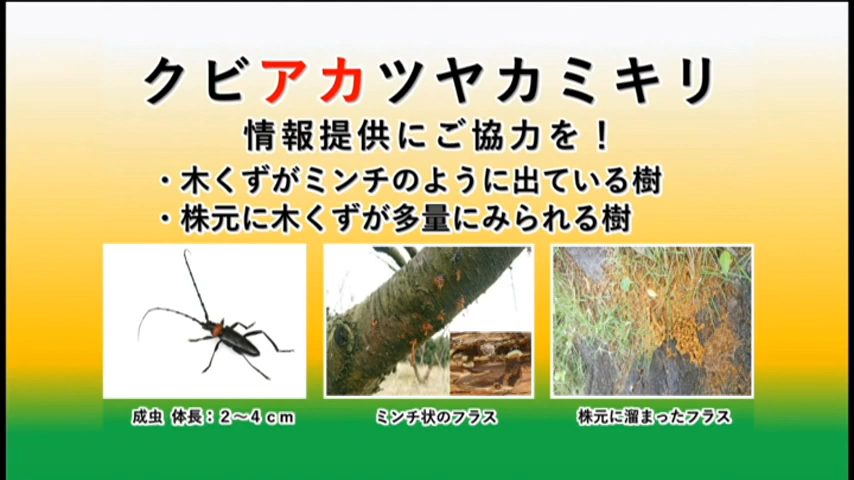 クビアカツヤカミキリ
情報提供にご協力を！
・木くずがミンチのように出ている樹
・株元に木くずが多量にみられる樹
成虫 体長：２～４ｃｍ
ミンチ状のフラス
株元に溜まったフラス